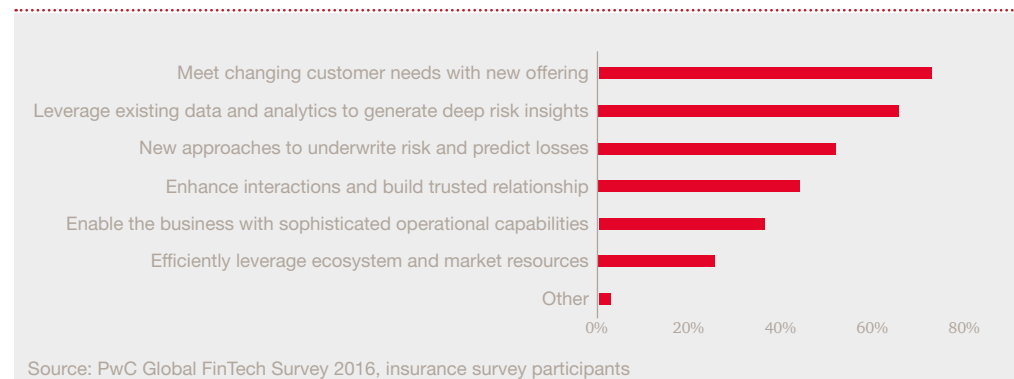 Meet changing customer needs with new offering
Leverage existing data and analytics to generate deep risk insights
New approaches to underwrite risk and predict losses
Enhance interactions and build trusted relationship
Enable the business with sophisticated operational capabilities
Efficiently leverage ecosystem and market resources
Other
0% 20% 40% 60% 80%
Source: PwC Global FinTech Survey 2016, insurance survey participants